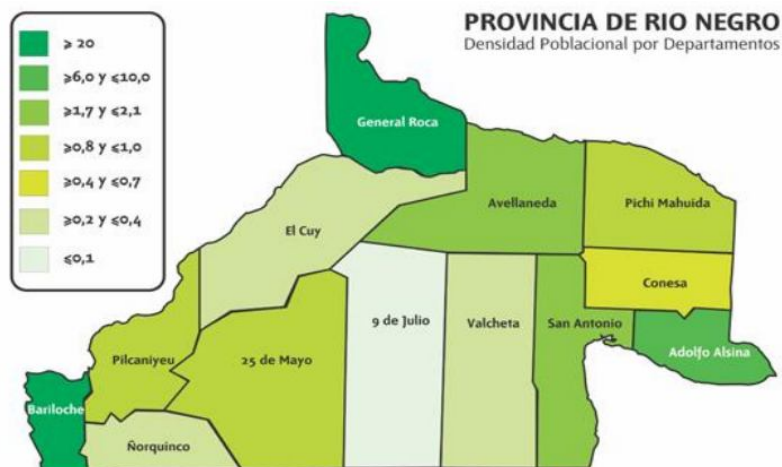 PROVINCIA DE RIO NEGRO
Densidad Poblacional por Departamentos
≥ 20
≥6,0 y ≤10,0
≥1,7 y ≤2,1
≥0,8 y ≤1,0
≥0,4 y ≤0,7
≥0,2 y ≤0,4
≤0,1
General Roca
Avellaneda
Pichi Mahuida
El Cuy
Conesa
9 de Julio
Valcheta
San Antonio
Adolfo Alsina
Pilcaniyeu
25 de Mayo
Bariloche
Ñorquinco